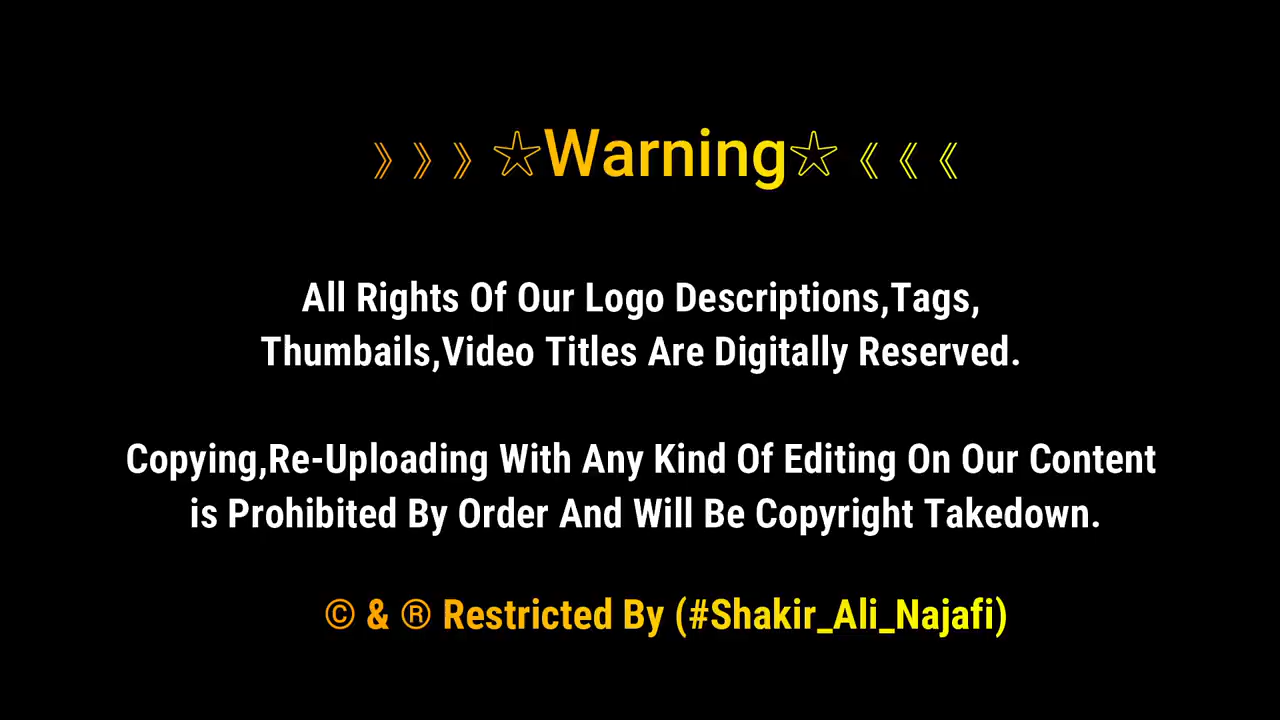 》》》☆Warning☆《《《
All Rights Of Our Logo Descriptions,Tags,
Thumbails,Video Titles Are Digitally Reserved.
Copying,Re-Uploading With Any Kind Of Editing On Our Content
is Prohibited By Order And Will Be Copyright Takedown.
© & ® Restricted By (#Shakir_Ali_Najafi)